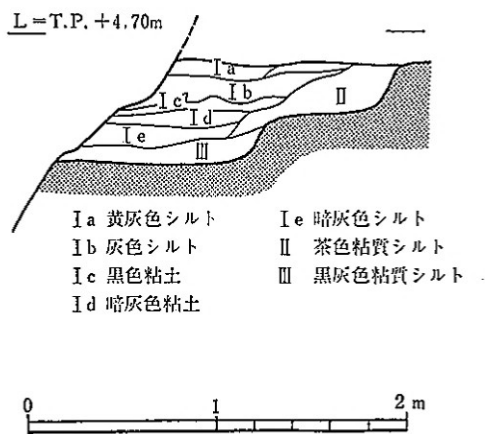 L=T.P. +4.70m
Ia
Ib
Ic
Id
Ie
II
III
Ia 黄灰色シルト
Ib 灰色シルト
Ic 黒色粘土
Id 暗灰色粘土
Ie 暗灰色シルト
II 茶色粘質シルト
III 黒灰色粘質シルト
0 1 2 m